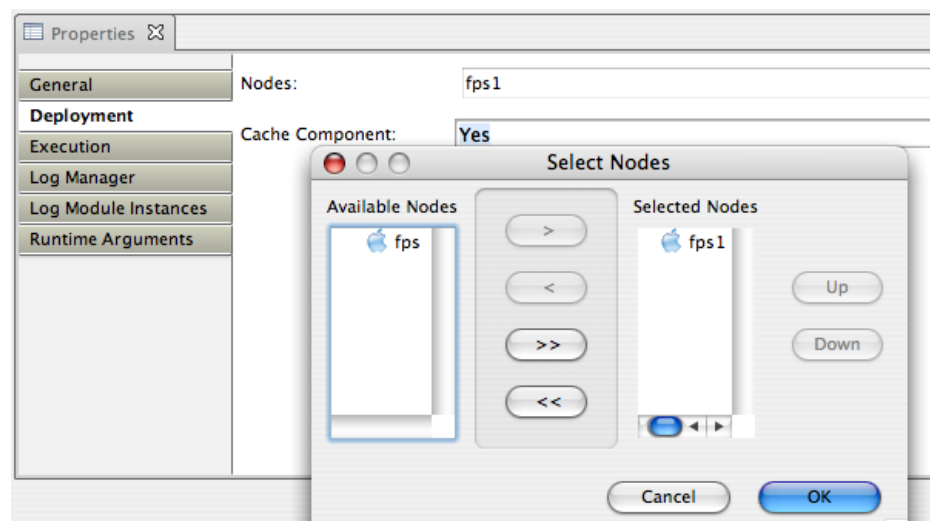 Properties
General
Deployment
Execution
Log Manager
Log Module Instances
Runtime Arguments
Nodes: fps1
Cache Component: Yes
Select Nodes
Available Nodes
fps
>
<
>>
<<
Selected Nodes
fps1
Up
Down
Cancel
OK